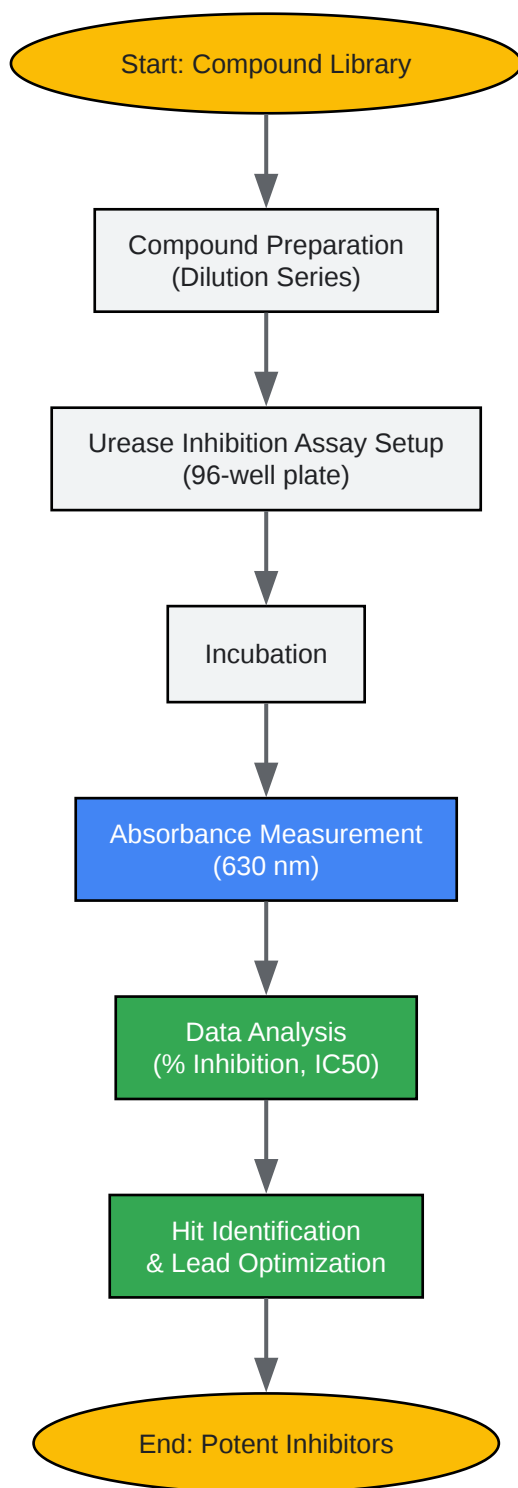 Start: Compound Library
Compound Preparation
(Dilution Series)
Urease Inhibition Assay Setup
(96-well plate)
Incubation
Absorbance Measurement
(630 nm)
Data Analysis
(% Inhibition, IC50)
Hit Identification
& Lead Optimization
End: Potent Inhibitors